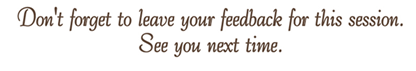 Don't forget to leave your feedback for this session.
See you next time.